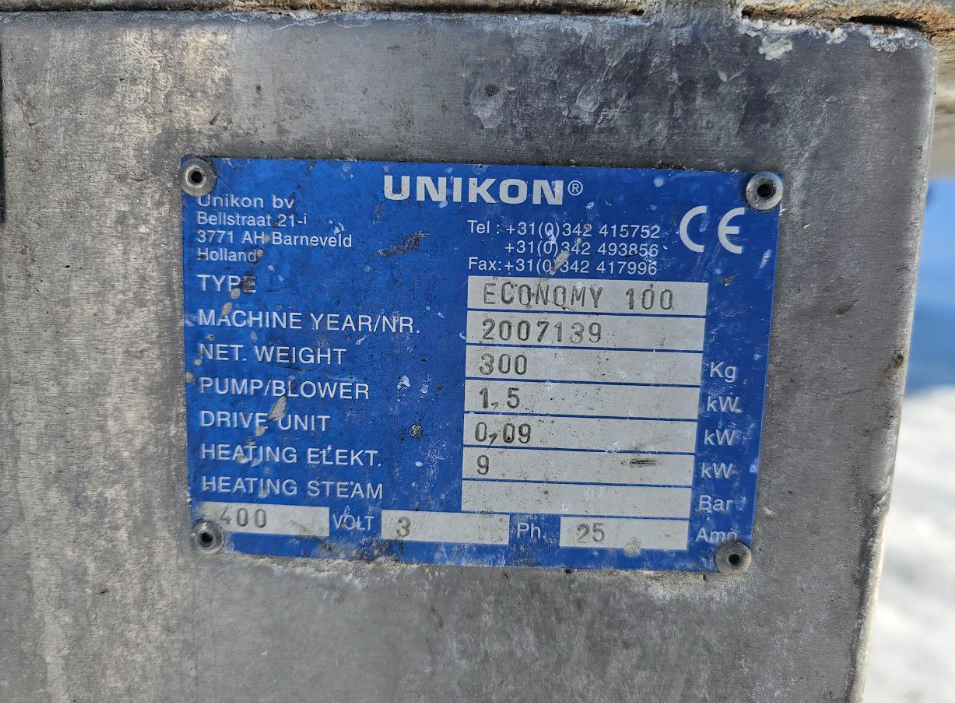 UNIKON®
Unikon bv
Bellstraat 21-i
3771 AH Barneveld
Holland
Tel : +31(0)342 415752
+31(0)342 493856
Fax:+31(0)342 417996
CE
TYPE ECONOMY 100
MACHINE YEAR/NR. 2007139
NET. WEIGHT 300 Kg
PUMP/BLOWER 1,5 kW
DRIVE UNIT 0,09 kW
HEATING ELEKT. 9 kW
HEATING STEAM Bar
400 VOLT 3 Ph. 25 Amp